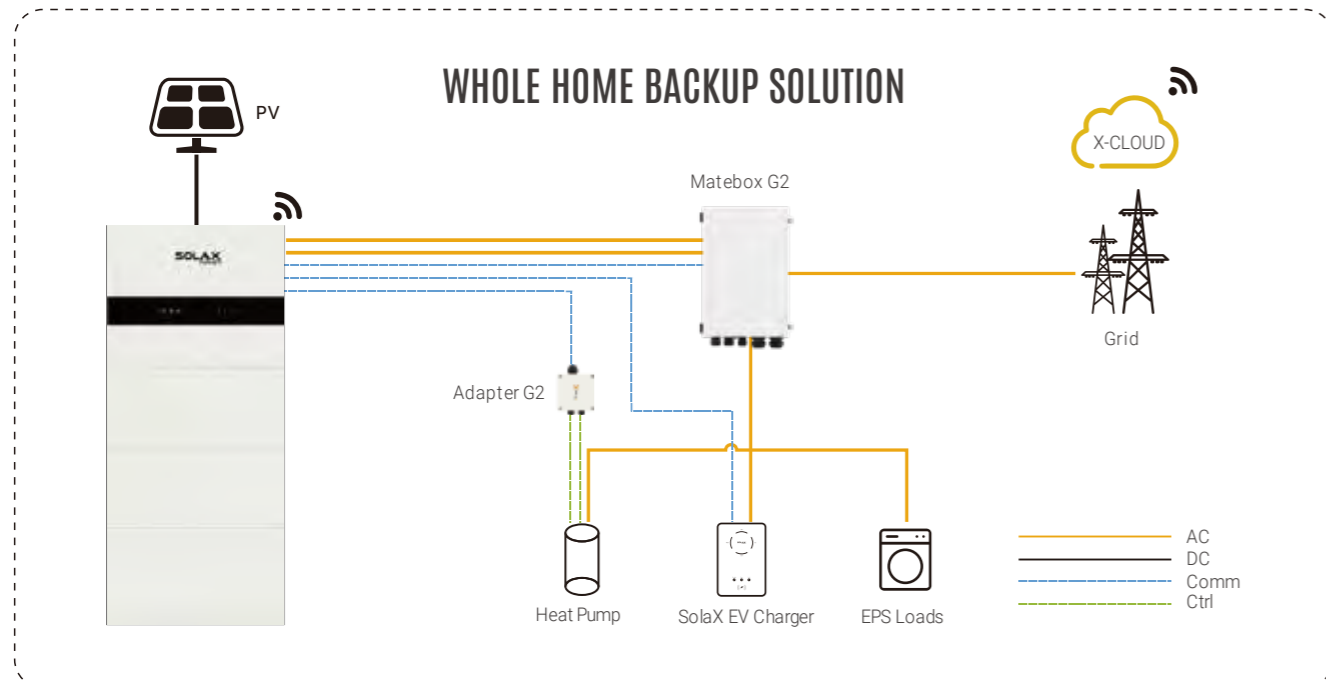 WHOLE HOME BACKUP SOLUTION
PV
X-CLOUD
Matebox G2
SOLAX
Grid
Adapter G2
Heat Pump
SolaX EV Charger
EPS Loads
AC
DC
Comm
Ctrl